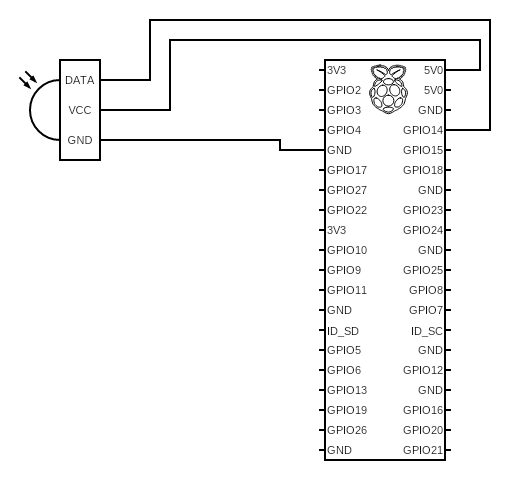 DATA
VCC
GND
3V3 5V0
GPIO2 5V0
GPIO3 GND
GPIO4 GPIO14
GND GPIO15
GPIO17 GPIO18
GPIO27 GND
GPIO22 GPIO23
3V3 GPIO24
GPIO10 GND
GPIO9 GPIO25
GPIO11 GPIO8
GND GPIO7
ID_SD ID_SC
GPIO5 GND
GPIO6 GPIO12
GPIO13 GND
GPIO19 GPIO16
GPIO26 GPIO20
GND GPIO21